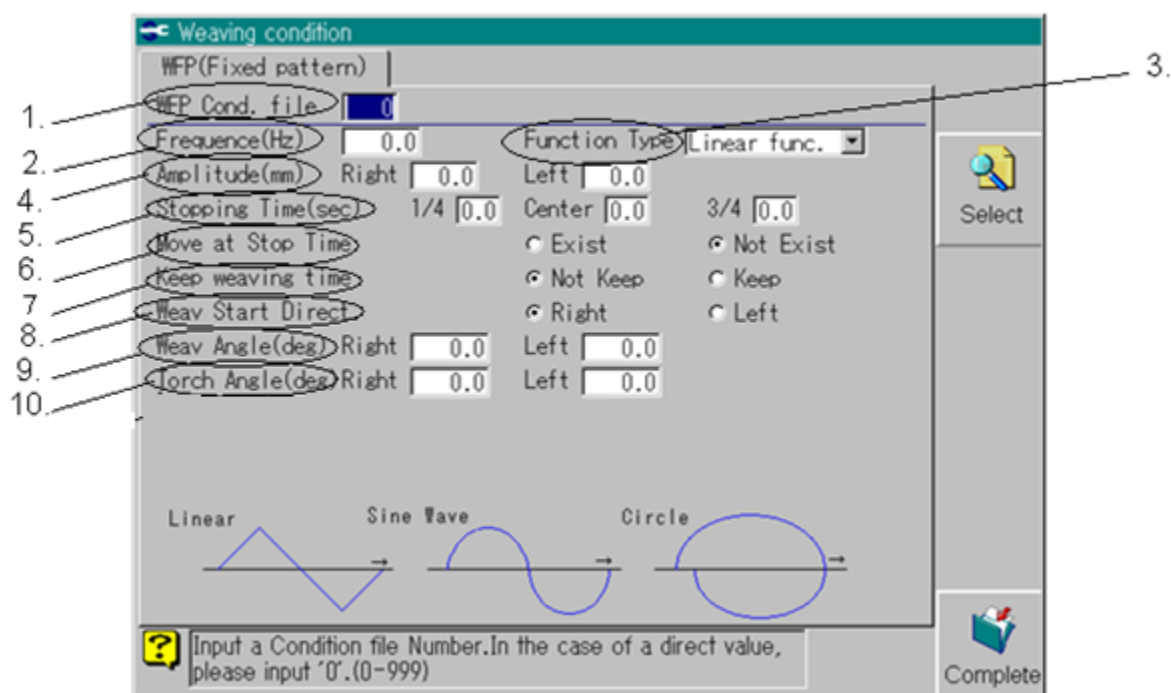 Weaving condition
WFP(Fixed pattern)
3.
1. WFP Cond. file 0
2. Frequence(Hz) 0.0 Function Type Linear func.
4. Amplitude(mm) Right 0.0 Left 0.0
5. Stopping Time(sec) 1/4 0.0 Center 0.0 3/4 0.0
Select
6. Move at Stop Time Exist Not Exist
7. Keep weaving time Not Keep Keep
8. Weav Start Direct Right Left
9. Weav Angle(deg) Right 0.0 Left 0.0
10. Torch Angle(deg) Right 0.0 Left 0.0
Linear Sine Wave Circle
Input a Condition file Number.In the case of a direct value,
please input '0'.(0-999)
Complete